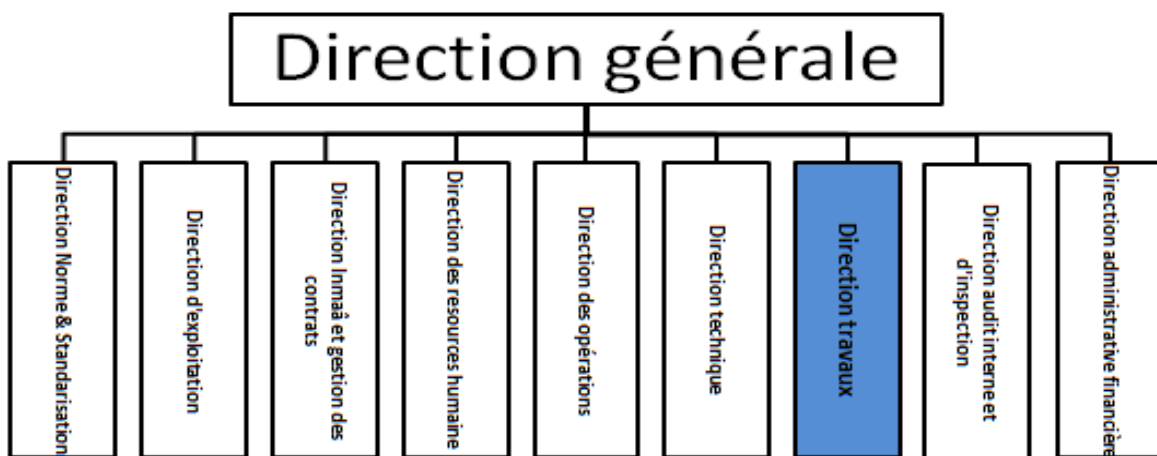 Direction générale
Direction Norme & Standarisation
Direction d'exploitation
Direction Inmaâ et gestion des
contrats
Direction des resources humaine
Direction des opérations
Direction technique
Direction travaux
Direction audit interne et
d'inspection
Direction administrative financière